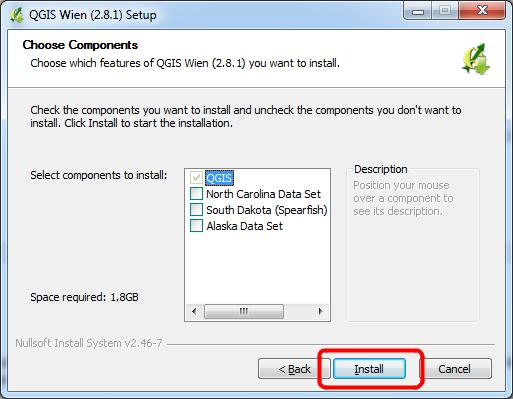 QGIS Wien (2.8.1) Setup
Choose Components
Choose which features of QGIS Wien (2.8.1) you want to install.
Check the components you want to install and uncheck the components you don't want to
install. Click Install to start the installation.
Select components to install:
QGIS
North Carolina Data Set
South Dakota (Spearfish)
Alaska Data Set
Description
Position your mouse
over a component to
see its description.
Space required: 1.8GB
Nullsoft Install System v2.46-7
< Back
Install
Cancel